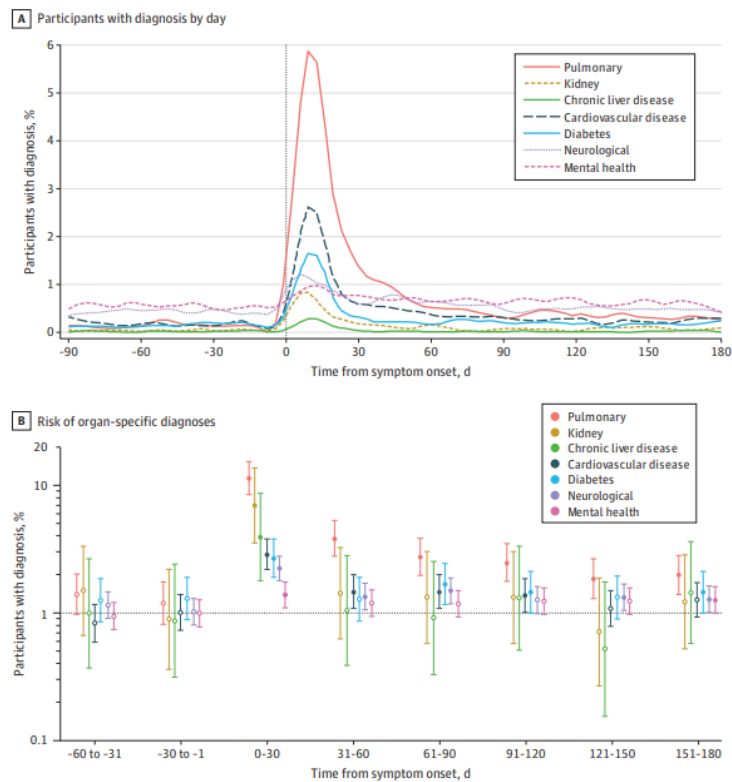 A Participants with diagnosis by day
6
5
4
3
2
1
0
Participants with diagnosis, %
Pulmonary
Kidney
Chronic liver disease
Cardiovascular disease
Diabetes
Neurological
Mental health
-90 -60 -30 0 30 60 90 120 150 180
Time from symptom onset, d
B Risk of organ-specific diagnoses
Pulmonary
Kidney
Chronic liver disease
Cardiovascular disease
Diabetes
Neurological
Mental health
20
10
1
0.1
Participants with diagnosis, %
-60 to -31 -30 to -1 0-30 31-60 61-90 91-120 121-150 151-180
Time from symptom onset, d